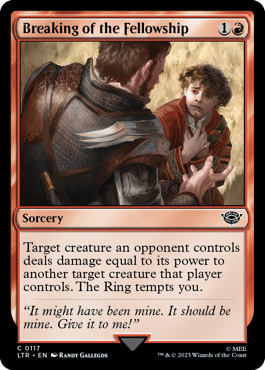 Breaking of the Fellowship 1
Sorcery
Target creature an opponent controls
deals damage equal to its power to
another target creature that player
controls. The Ring tempts you.
“It might have been mine. It should be
mine. Give it to me!”
C 0117
LTR • EN RANDY GALLEGOS
© MEE
™ & © 2023 Wizards of the Coast